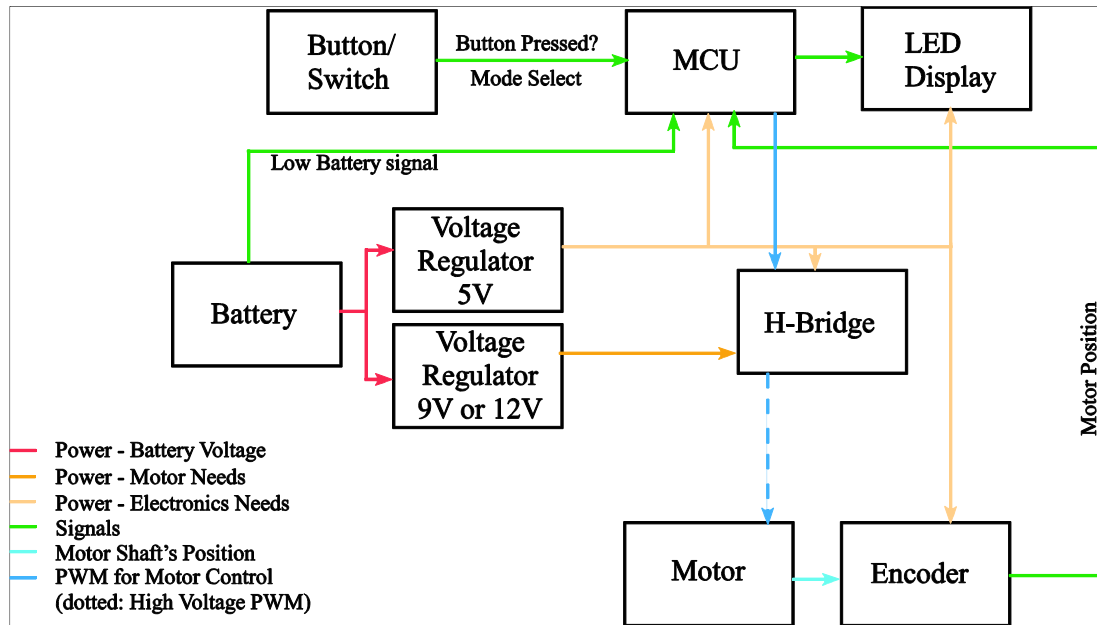 Button/
Switch
Button Pressed?
Mode Select
MCU
LED
Display
Low Battery signal
Voltage
Regulator
5V
Battery
H-Bridge
Voltage
Regulator
9V or 12V
Motor Position
Power - Battery Voltage
Power - Motor Needs
Power - Electronics Needs
Signals
Motor Shaft's Position
PWM for Motor Control
(dotted: High Voltage PWM)
Motor
Encoder